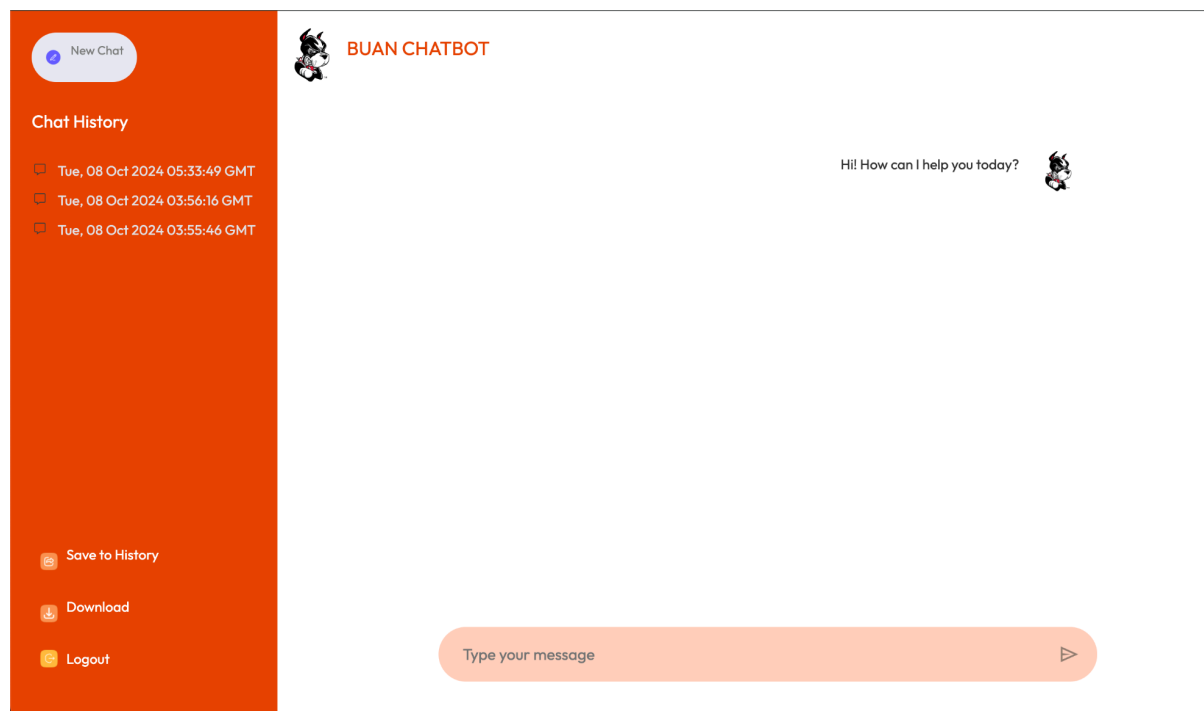 New Chat
Chat History
Tue, 08 Oct 2024 05:33:49 GMT
Tue, 08 Oct 2024 03:56:16 GMT
Tue, 08 Oct 2024 03:55:46 GMT
Save to History
Download
Logout
BUAN CHATBOT
Hi! How can I help you today?
Type your message